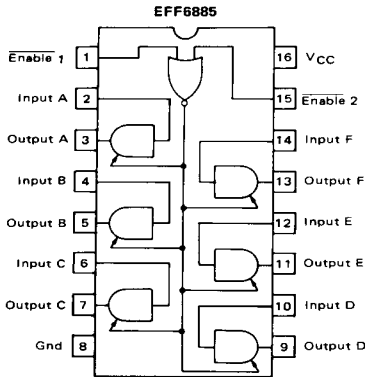 EFF6885
Enable 1
1
16
VCC
Input A
2
15
Enable 2
Output A
3
14
Input F
Input B
4
13
Output F
Output B
5
12
Input E
Input C
6
11
Output E
Output C
7
10
Input D
Gnd
8
9
Output D